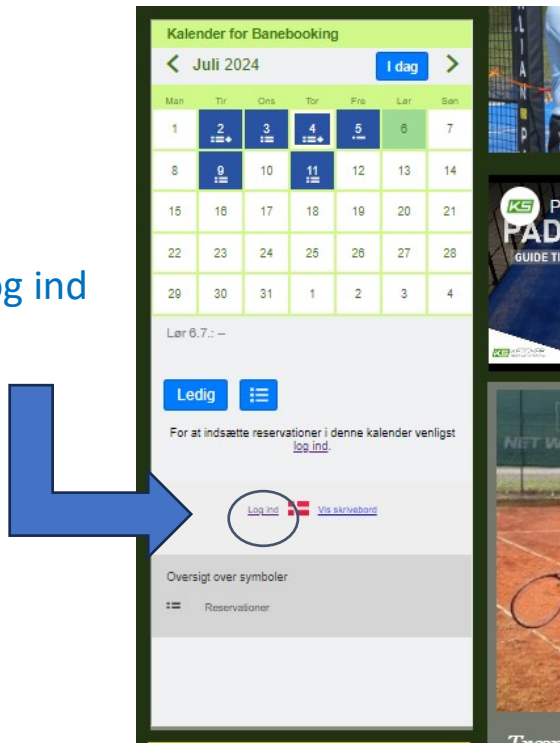 Kalender for Banebooking
Juli 2024
I dag
Man Tir Ons Tor Fre Lør Søn
1 2 3 4 5 6 7
8 9 10 11 12 13 14
15 16 17 18 19 20 21
22 23 24 25 26 27 28
29 30 31 1 2 3 4
Lør 6.7.: –
Ledig
For at indsætte reservationer i denne kalender venligst
log ind.
Log ind Vis skrivebord
Oversigt over symboler
Reservationer
og ind
KS P
PAD
GUIDE TI
KS
NET W